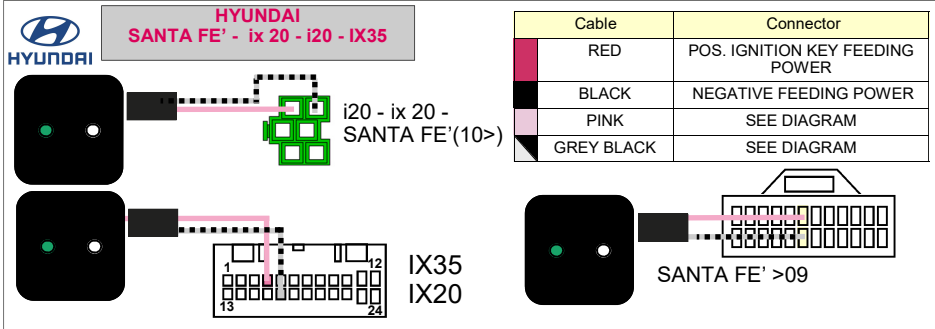 HYUNDAI
SANTA FE' - ix 20 - i20 - IX35
HYUNDAI
i20 - ix 20 -
SANTA FE'(10>)
Cable Connector
RED POS. IGNITION KEY FEEDING
POWER
BLACK NEGATIVE FEEDING POWER
PINK SEE DIAGRAM
GREY BLACK SEE DIAGRAM
1 12
13 24
IX35
IX20
SANTA FE' >09